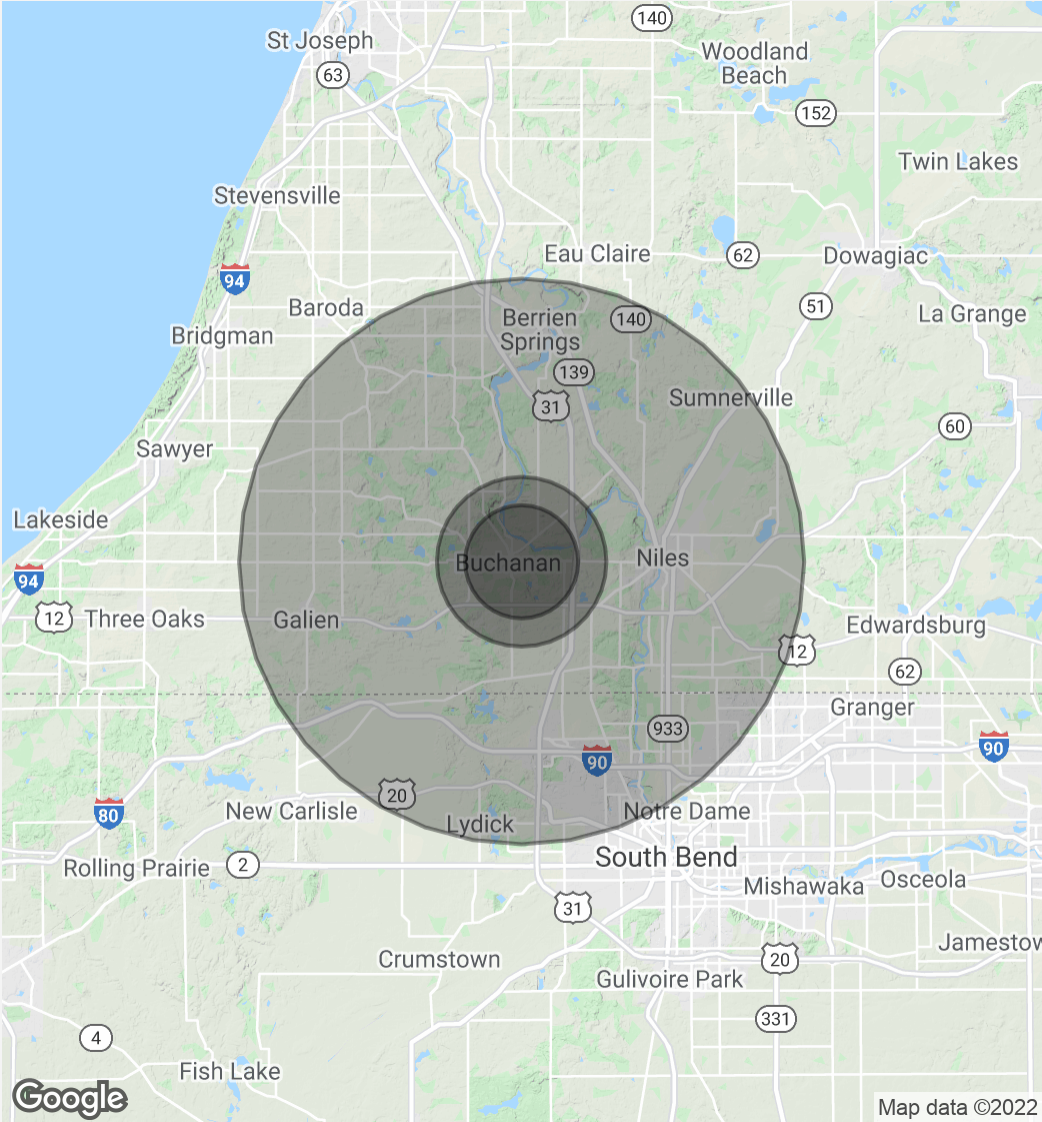 140
St Joseph
Woodland
Beach
63
152
Twin Lakes
Stevensville
Eau Claire
62
Dowagiac
94
51
Baroda
Berrien
Springs
140
La Grange
Bridgman
139
31
Sumnerville
60
Sawyer
Lakeside
Buchanan
Niles
94
12
Three Oaks
Galien
Edwardsburg
12
62
Granger
933
90
90
20
New Carlisle
80
Notre Dame
Lydick
South Bend
Rolling Prairie
2
Mishawaka
Osceola
31
Jamestow
Crumstown
20
Gulivoire Park
331
4
Fish Lake
Google
Map data ©2022